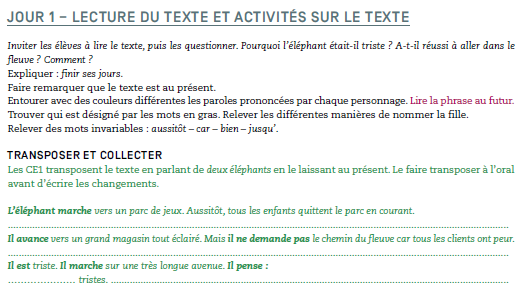 JOUR 1 – LECTURE DU TEXTE ET ACTIVITÉS SUR LE TEXTE
Inviter les élèves à lire le texte, puis les questionner. Pourquoi l'éléphant était-il triste ? A-t-il réussi à aller dans le
fleuve ? Comment ?
Expliquer : finir ses jours.
Faire remarquer que le texte est au présent.
Entourer avec des couleurs différentes les paroles prononcées par chaque personnage. Lire la phrase au futur.
Trouver qui est désigné par les mots en gras. Relever les différentes manières de nommer la fille.
Relever des mots invariables : aussitôt – car – bien – jusqu'.
TRANSPOSER ET COLLECTER
Les CE1 transposent le texte en parlant de deux éléphants en le laissant au présent. Le faire transposer à l'oral
avant d'écrire les changements.
L'éléphant marche vers un parc de jeux. Aussitôt, tous les enfants quittent le parc en courant.
Il avance vers un grand magasin tout éclairé. Mais il ne demande pas le chemin du fleuve car tous les clients ont peur.
Il est triste. Il marche sur une très longue avenue. Il pense :
.................... tristes. ....................